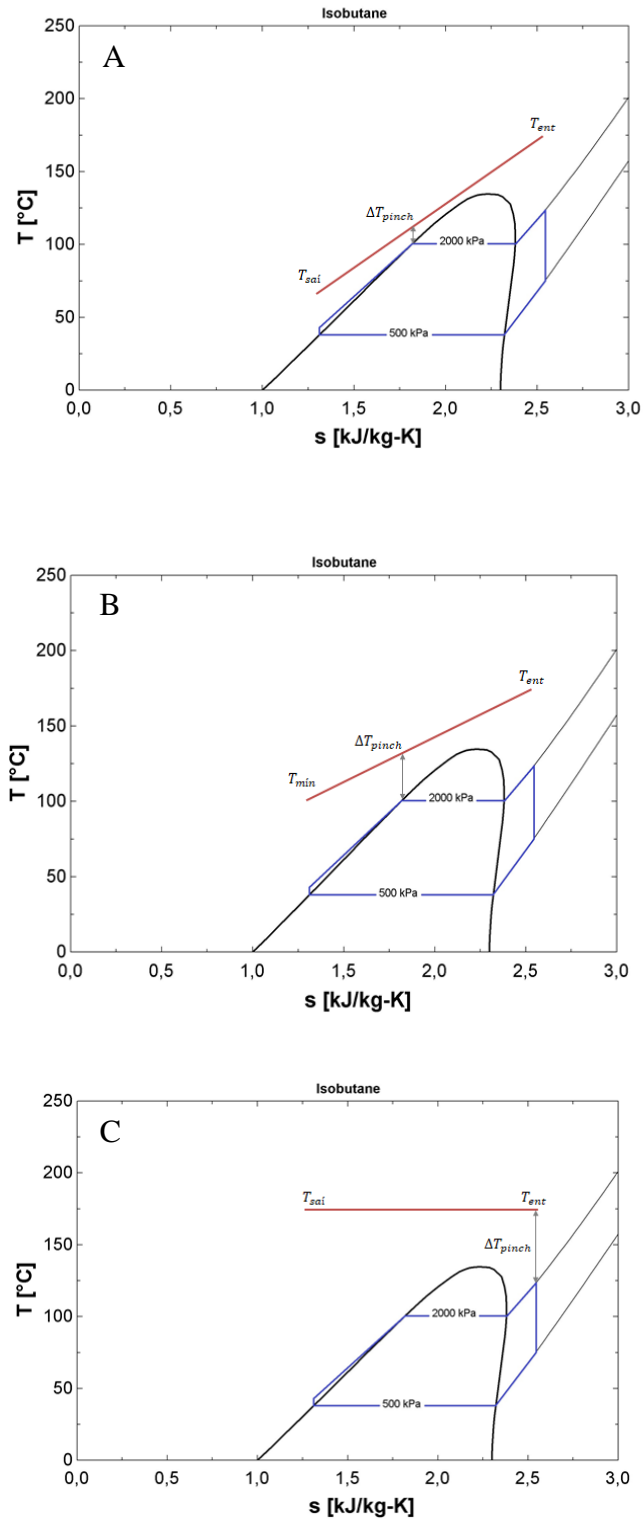 Isobutane
A
250
200
150
100
50
0
T [°C]
T_ent
ΔT_pinch
T_saí
2000 kPa
500 kPa
0,0 0,5 1,0 1,5 2,0 2,5 3,0
s [kJ/kg-K]
Isobutane
B
250
200
150
100
50
0
T [°C]
T_ent
ΔT_pinch
T_mín
2000 kPa
500 kPa
0,0 0,5 1,0 1,5 2,0 2,5 3,0
s [kJ/kg-K]
Isobutane
C
250
200
150
100
50
0
T [°C]
T_saí T_ent
ΔT_pinch
2000 kPa
500 kPa
0,0 0,5 1,0 1,5 2,0 2,5 3,0
s [kJ/kg-K]